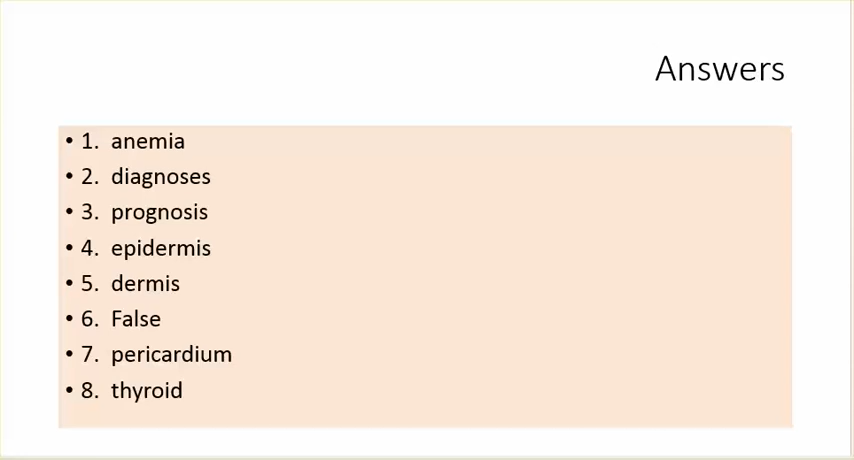 Answers
• 1. anemia
• 2. diagnoses
• 3. prognosis
• 4. epidermis
• 5. dermis
• 6. False
• 7. pericardium
• 8. thyroid